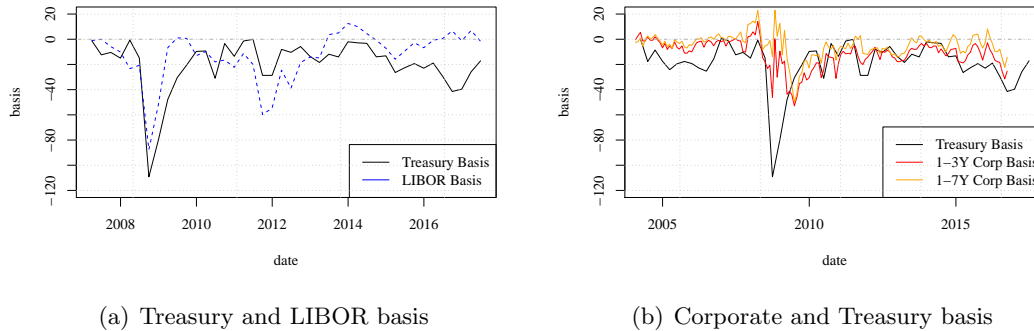 20
0
−40
−80
−120
basis
2008
2010
2012
2014
2016
date
Treasury Basis
LIBOR Basis
(a) Treasury and LIBOR basis
20
0
−40
−80
−120
basis
2005
2010
2015
date
Treasury Basis
1−3Y Corp Basis
1−7Y Corp Basis
(b) Corporate and Treasury basis